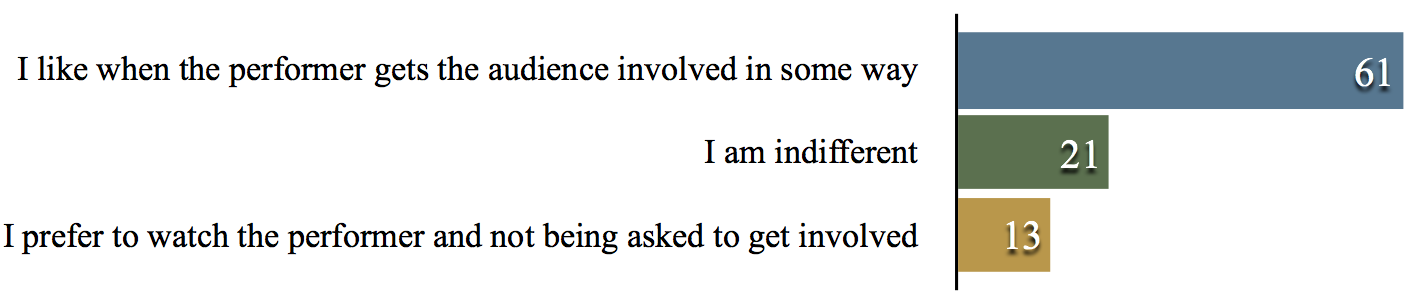 I like when the performer gets the audience involved in some way 61
I am indifferent 21
I prefer to watch the performer and not being asked to get involved 13